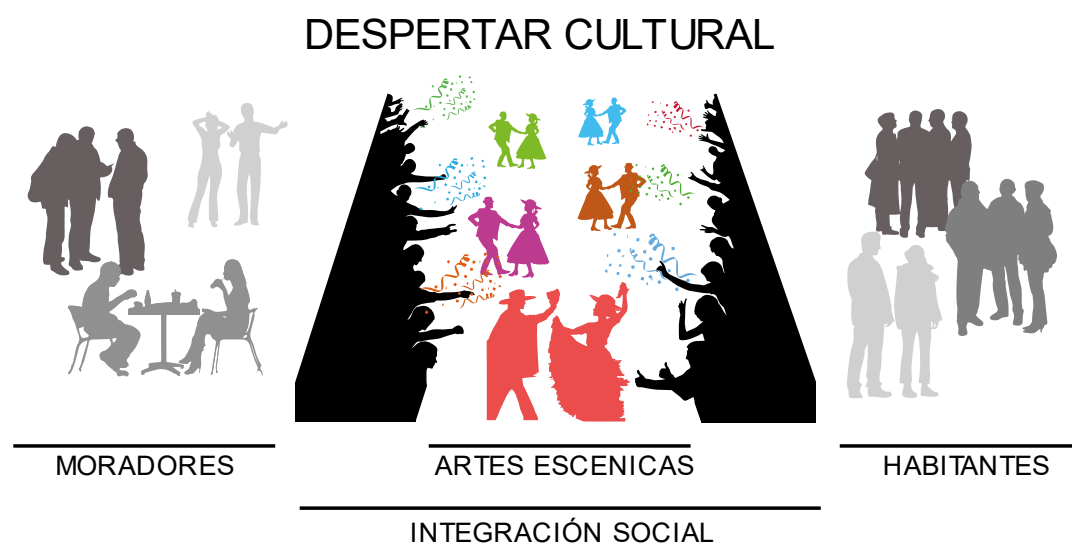 DESPERTAR CULTURAL
MORADORES
ARTES ESCENICAS
HABITANTES
INTEGRACIÓN SOCIAL